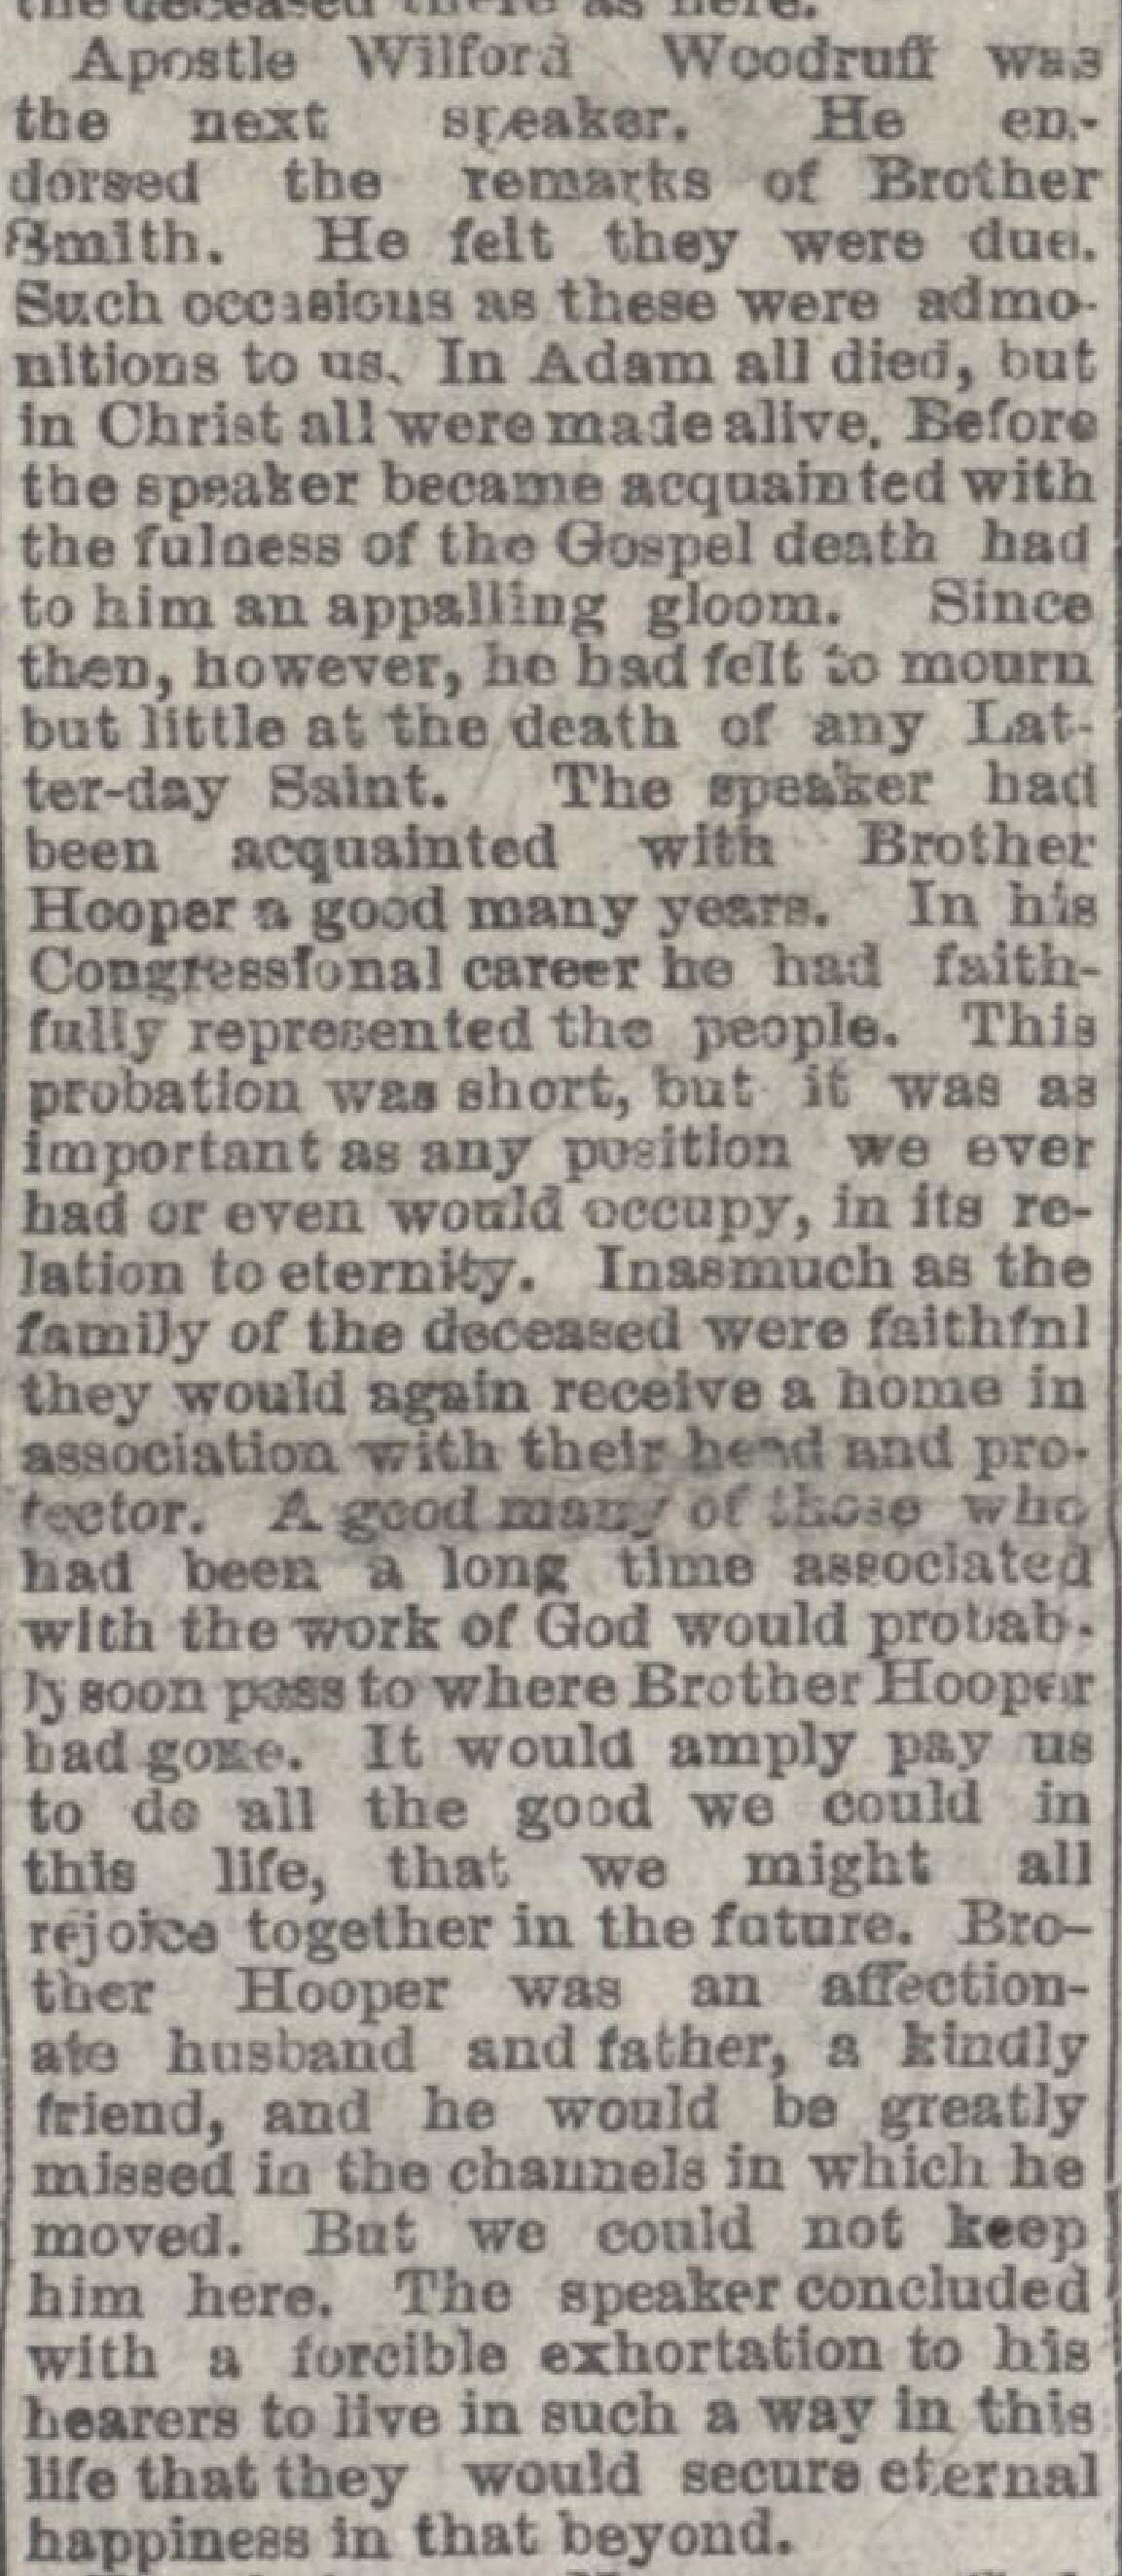 the deceased there as here.
Apostle Wilford Woodruff was
the next speaker. He en-
dorsed the remarks of Brother
Smith. He felt they were due.
Such occasious as these were admo-
nitions to us. In Adam all died, but
in Christ all were made alive. Before
the speaker became acquainted with
the fulness of the Gospel death had
to him an appalling gloom. Since
then, however, he had felt to mourn
but little at the death of any Lat-
ter-day Saint. The speaker had
been acquainted with Brother
Hooper a good many years. In his
Congressional career he had faith-
fully represented the people. This
probation was short, but it was as
important as any position we ever
had or even would occupy, in its re-
lation to eternity. Inasmuch as the
family of the deceased were faithfnl
they would again receive a home in
association with their head and pro-
tector. A good many of those who
had been a long time associated
with the work of God would probab-
ly soon pass to where Brother Hooper
had gone. It would amply pay us
to do all the good we could in
this life, that we might all
rejoice together in the future. Bro-
ther Hooper was an affection-
ate husband and father, a kindly
friend, and he would be greatly
missed in the channels in which he
moved. But we could not keep
him here. The speaker concluded
with a forcible exhortation to his
hearers to live in such a way in this
life that they would secure eternal
happiness in that beyond.